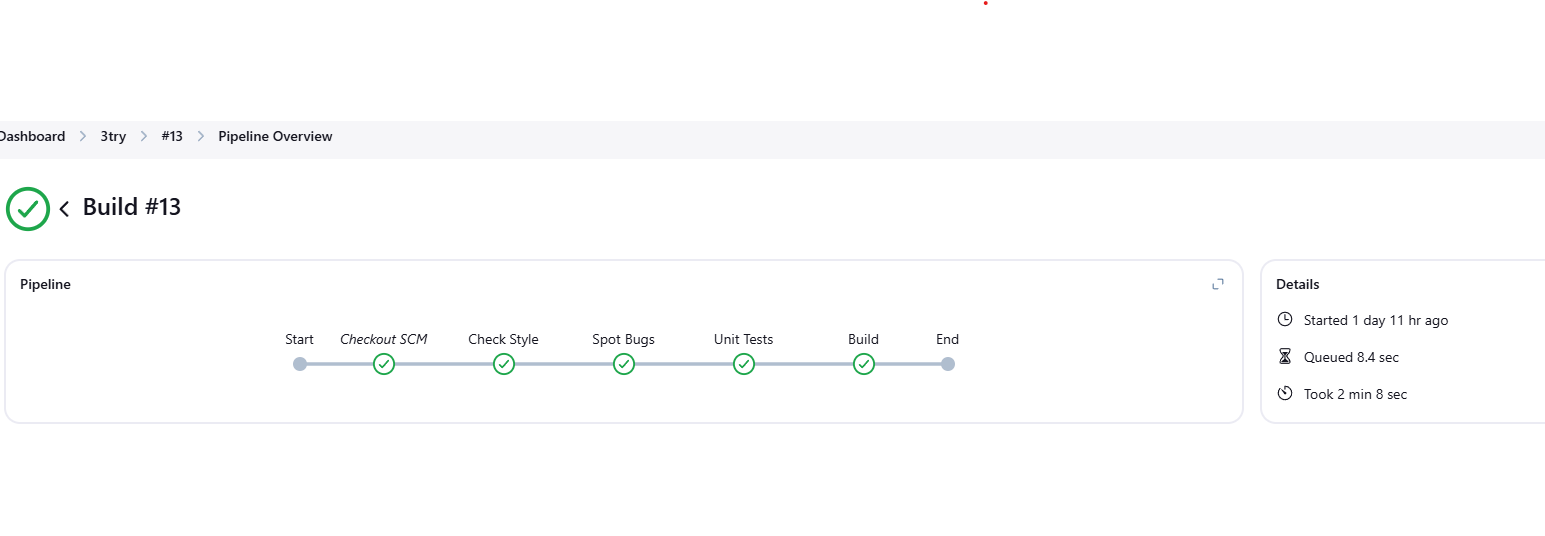 Dashboard > 3try > #13 > Pipeline Overview
Build #13
Pipeline
Start Checkout SCM Check Style Spot Bugs Unit Tests Build End
Details
Started 1 day 11 hr ago
Queued 8.4 sec
Took 2 min 8 sec